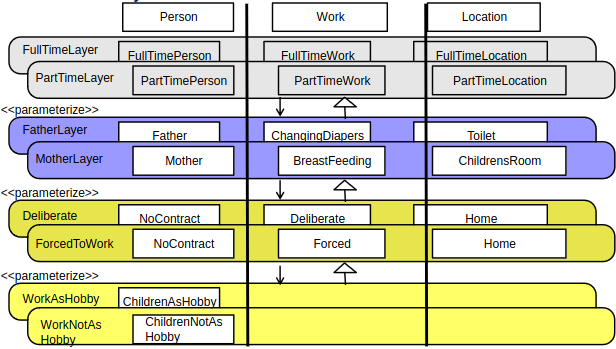 Person Work Location
FullTimeLayer FullTimePerson FullTimeWork FullTimeLocation
PartTimeLayer PartTimePerson PartTimeWork PartTimeLocation
<<parameterize>>
FatherLayer Father ChangingDiapers Toilet
MotherLayer Mother BreastFeeding ChildrensRoom
<<parameterize>>
Deliberate NoContract Deliberate Home
ForcedToWork NoContract Forced Home
<<parameterize>>
WorkAsHobby ChildrenAsHobby
WorkNotAs ChildrenNotAs
Hobby Hobby